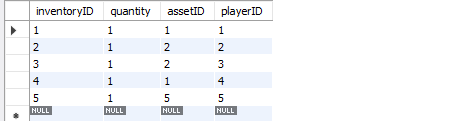 inventoryID quantity assetID playerID
1 1 1 1
2 1 2 2
3 1 2 3
4 1 1 4
5 1 5 5
NULL NULL NULL NULL